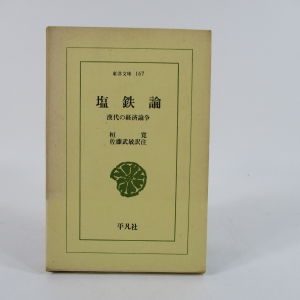 東洋文庫 167
塩鉄論
漢代の経済論争
桓 寛
佐藤武敏訳注
平凡社